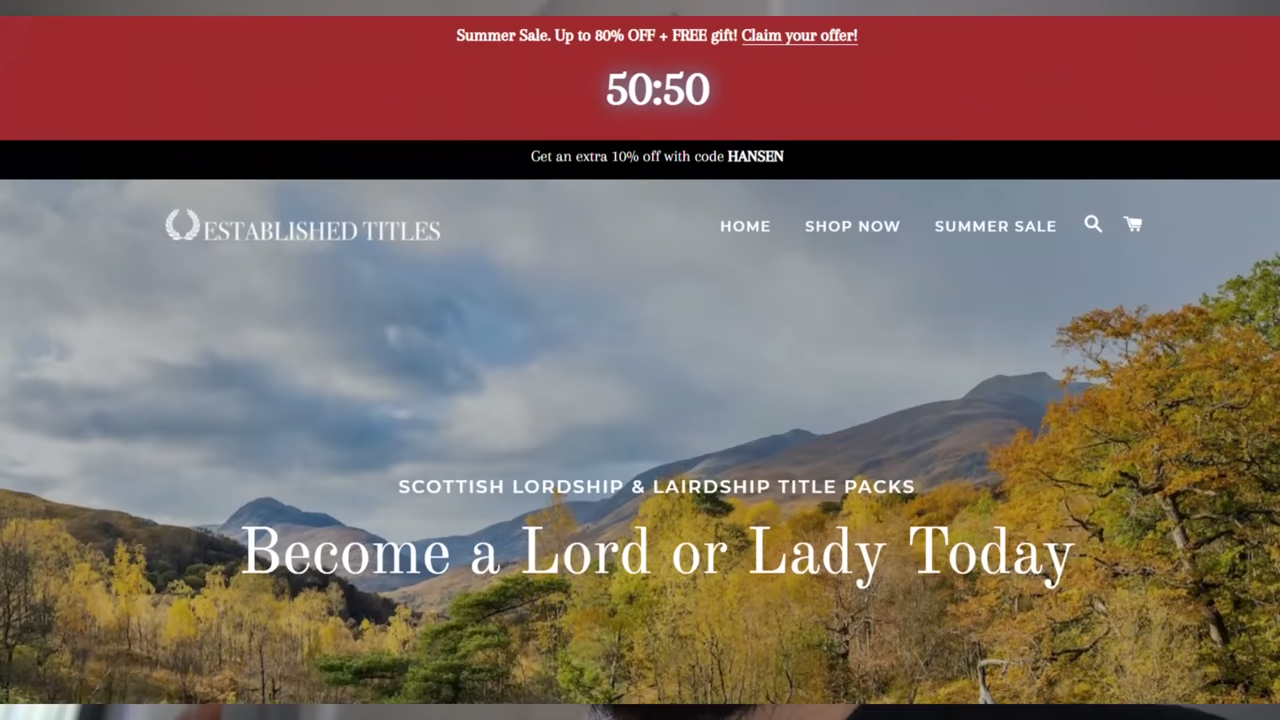 Summer Sale. Up to 80% OFF + FREE gift! Claim your offer!
50:50
Get an extra 10% off with code HANSEN
ESTABLISHED TITLES
HOME SHOP NOW SUMMER SALE
SCOTTISH LORDSHIP & LAIRDSHIP TITLE PACKS
Become a Lord or Lady Today